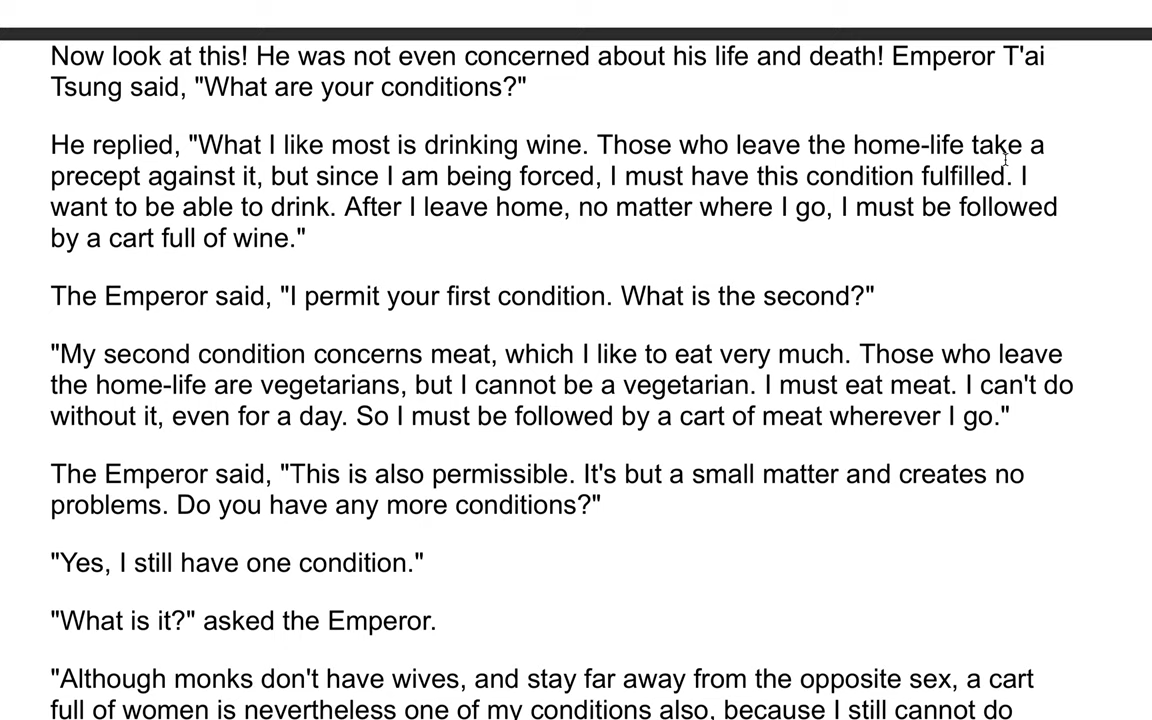 Now look at this! He was not even concerned about his life and death! Emperor T'ai
Tsung said, "What are your conditions?"
He replied, "What I like most is drinking wine. Those who leave the home-life take a
precept against it, but since I am being forced, I must have this condition fulfilled. I
want to be able to drink. After I leave home, no matter where I go, I must be followed
by a cart full of wine."
The Emperor said, "I permit your first condition. What is the second?"
"My second condition concerns meat, which I like to eat very much. Those who leave
the home-life are vegetarians, but I cannot be a vegetarian. I must eat meat. I can't do
without it, even for a day. So I must be followed by a cart of meat wherever I go."
The Emperor said, "This is also permissible. It's but a small matter and creates no
problems. Do you have any more conditions?"
"Yes, I still have one condition."
"What is it?" asked the Emperor.
"Although monks don't have wives, and stay far away from the opposite sex, a cart
full of women is nevertheless one of my conditions also, because I still cannot do